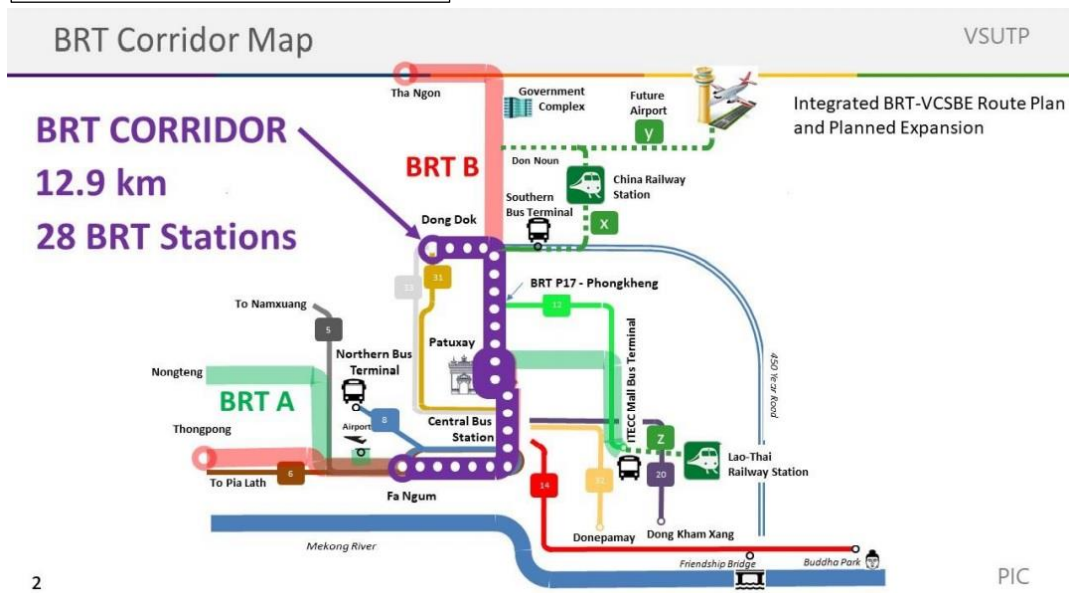 BRT Corridor Map
VSUTP
Integrated BRT-VCSBE Route Plan
and Planned Expansion
BRT CORRIDOR
12.9 km
28 BRT Stations
Tha Ngon
Government
Complex
Future
Airport
y
BRT B
Don Noun
China Railway
Station
Southern
Bus Terminal
x
Dong Dok
31
33
BRT P17 - Phongkheng
12
To Namxuang
5
Patuxay
Northern Bus
Terminal
ITECC Mall Bus Terminal
450 Year Road
Nongteng
BRT A
8
Airport
Central Bus
Station
Thongpong
6
To Pia Lath
Fa Ngum
z
Lao-Thai
Railway Station
14
20
Donepamay
Dong Kham Xang
Mekong River
Friendship Bridge
Buddha Park
2
PIC